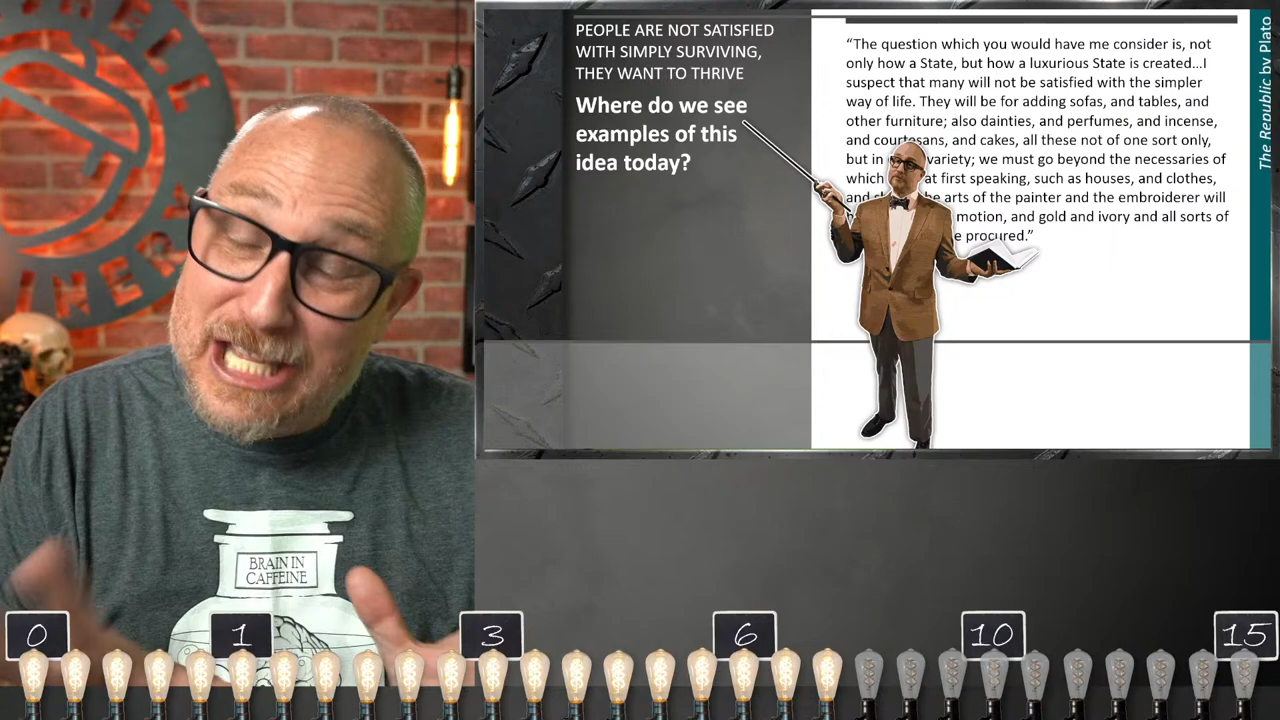 PEOPLE ARE NOT SATISFIED
WITH SIMPLY SURVIVING,
THEY WANT TO THRIVE
Where do we see
examples of this
idea today?
“The question which you would have me consider is, not
only how a State, but how a luxurious State is created…I
suspect that many will not be satisfied with the simpler
way of life. They will be for adding sofas, and tables, and
other furniture; also dainties, and perfumes, and incense,
and courtesans, and cakes, all these not of one sort only,
but in variety; we must go beyond the necessaries of
which at first speaking, such as houses, and clothes,
and arts of the painter and the embroiderer will
motion, and gold and ivory and all sorts of
procured.”
The Republic by Plato
BRAIN IN
CAFFEINE
0 1 3 6 10 15